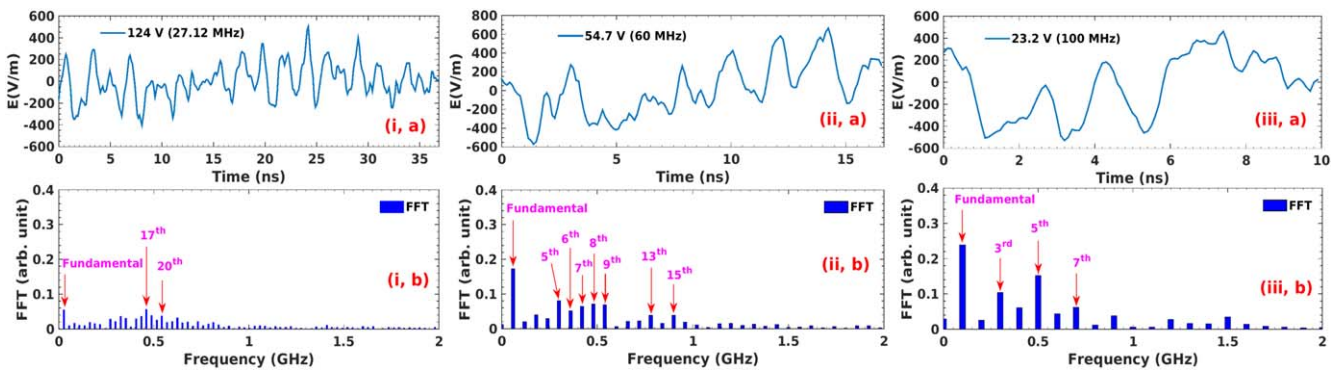 124 V (27.12 MHz)
E(V/m)
600
400
200
0
-200
-400
-600
(i, a)
0 5 10 15 20 25 30 35
Time (ns)
54.7 V (60 MHz)
E(V/m)
800
600
400
200
0
-200
-400
-600
(ii, a)
0 5 10 15
Time (ns)
23.2 V (100 MHz)
E(V/m)
600
400
200
0
-200
-400
-600
(iii, a)
0 2 4 6 8 10
Time (ns)
FFT
FFT (arb. unit)
0.4
0.3
0.2
0.1
0
Fundamental
17th
20th
(i, b)
0 0.5 1 1.5 2
Frequency (GHz)
FFT
FFT (arb. unit)
0.4
0.3
0.2
0.1
0
Fundamental
5th
6th
7th
8th
9th
13th
15th
(ii, b)
0 0.5 1 1.5 2
Frequency (GHz)
FFT
FFT (arb. unit)
0.4
0.3
0.2
0.1
0
Fundamental
3rd
5th
7th
(iii, b)
0 0.5 1 1.5 2
Frequency (GHz)